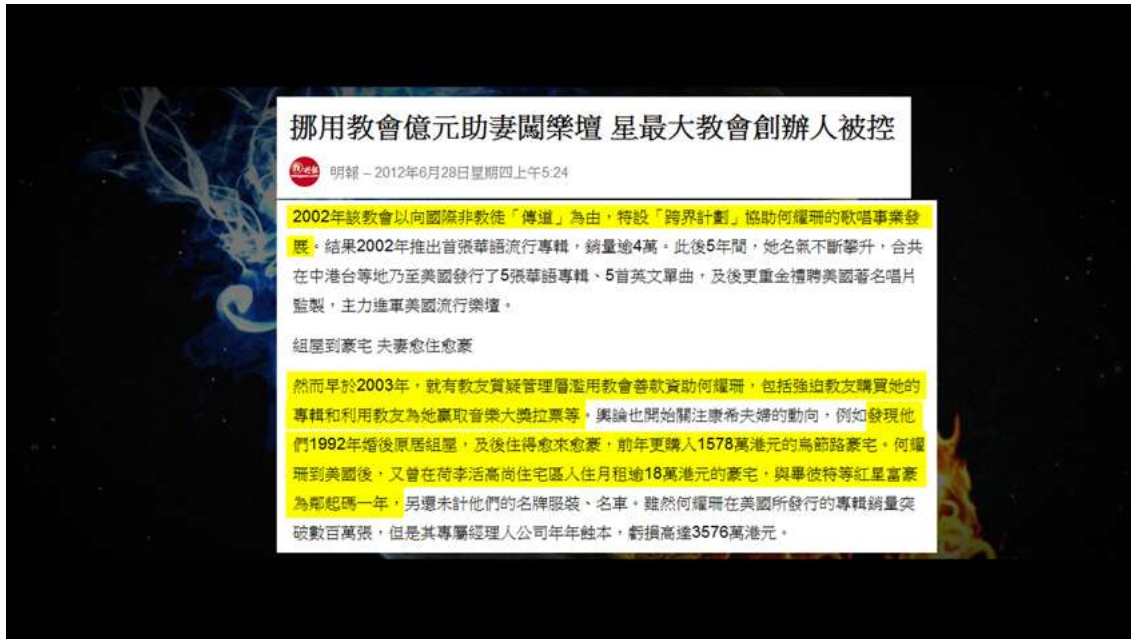 挪用教會億元助妻闖樂壇 星最大教會創辦人被控
明報 – 2012年6月28日星期四上午5:24
2002年該教會以向國際非教徒「傳道」為由，特設「跨界計劃」協助何耀珊的歌唱事業發
展。結果2002年推出首張華語流行專輯，銷量逾4萬。此後5年間，她名氣不斷攀升，合共
在中港台等地乃至美國發行了5張華語專輯、5首英文單曲，及後更重金禮聘美國著名唱片
監製，主力進軍美國流行樂壇。
組屋到豪宅 夫妻愈住愈豪
然而早於2003年，就有教友質疑管理層濫用教會善款資助何耀珊，包括強迫教友購買她的
專輯和利用教友為她贏取音樂大獎拉票等。輿論也開始關注康希夫婦的動向，例如發現他
們1992年婚後原居組屋，及後住得愈來愈豪，前年更購入1578萬港元的烏節路豪宅。何耀
珊到美國後，又曾在荷李活高尚住宅區入住月租逾18萬港元的豪宅，與畢彼特等紅星富豪
為鄰起碼一年，另還未計他們的名牌服裝、名車。雖然何耀珊在美國所發行的專輯銷量突
破數百萬張，但是其專屬經理人公司年年蝕本，虧損高達3576萬港元。